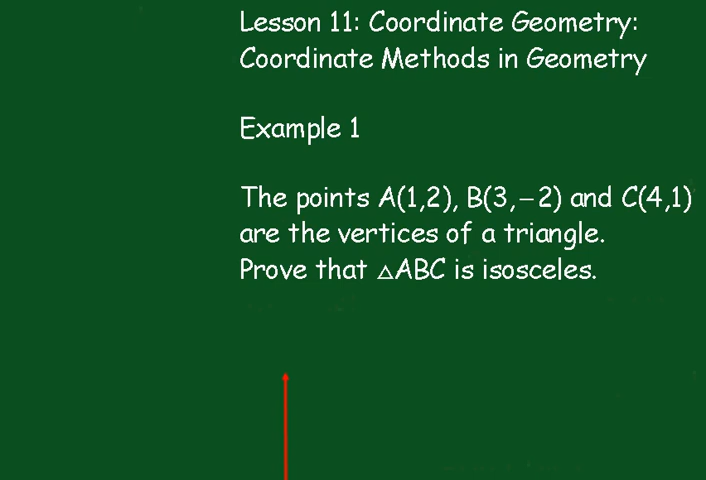 Lesson 11: Coordinate Geometry:
Coordinate Methods in Geometry
Example 1
The points A(1,2), B(3,−2) and C(4,1)
are the vertices of a triangle.
Prove that △ABC is isosceles.